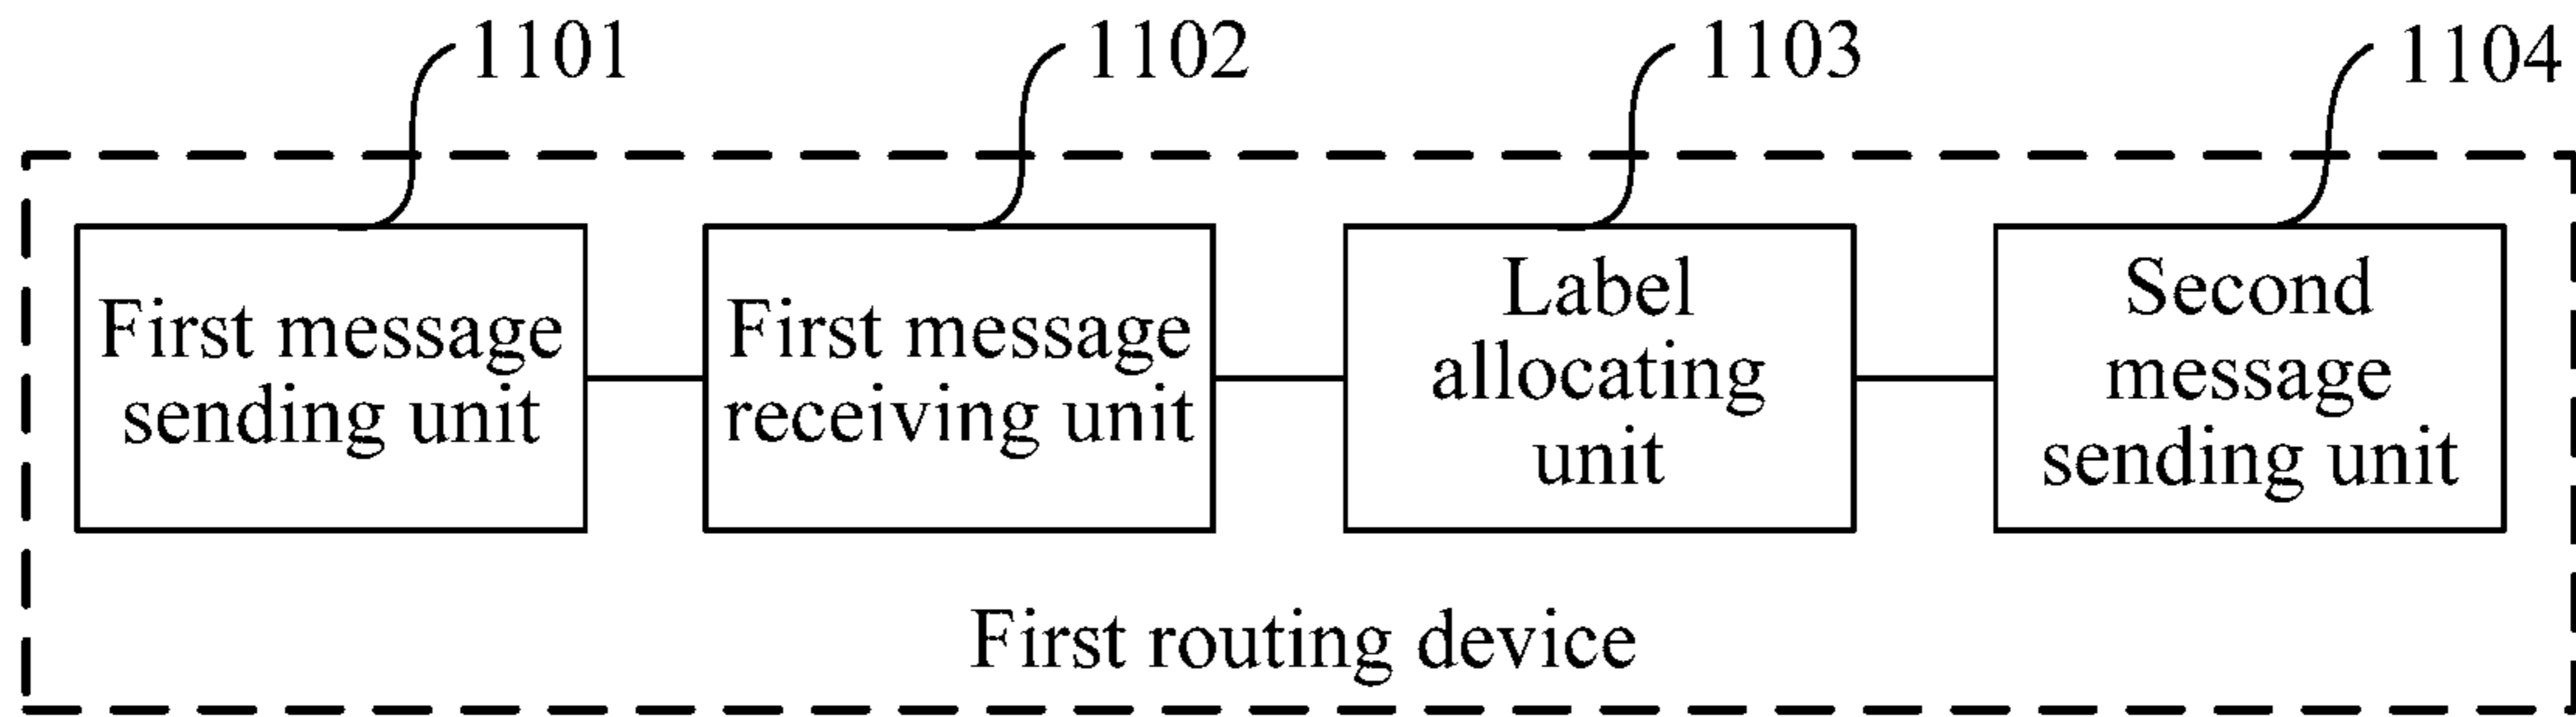 1101
1102
1103
1104
First message
sending unit
First message
receiving unit
Label
allocating
unit
Second
message
sending unit
First routing device